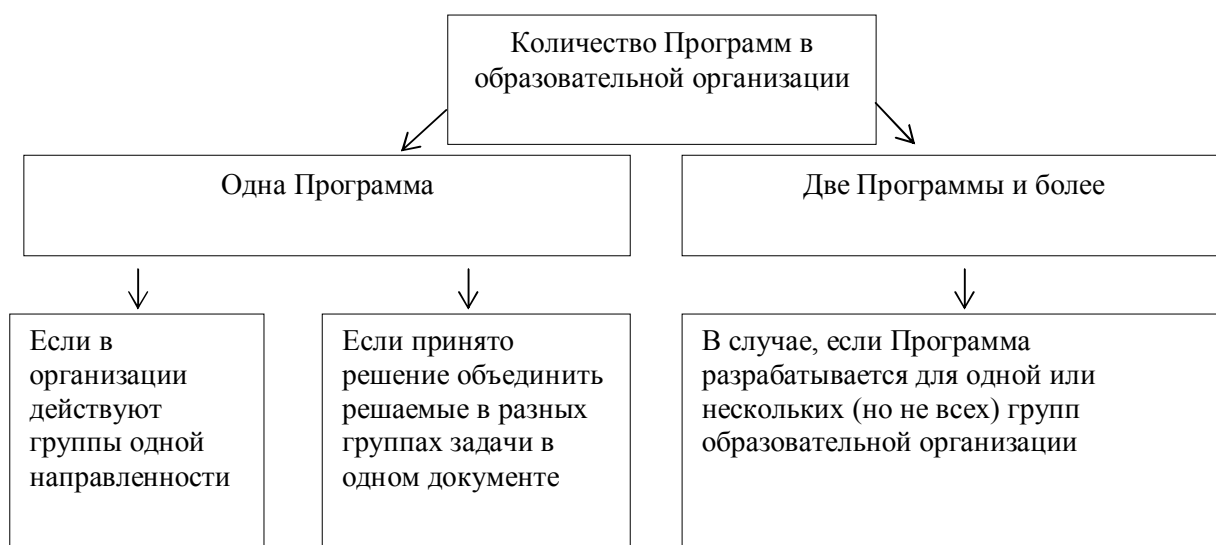 Количество Программ в
образовательной организации
Одна Программа
Две Программы и более
Если в
организации
действуют
группы одной
направленности
Если принято
решение объединить
решаемые в разных
группах задачи в
одном документе
В случае, если Программа
разрабатывается для одной или
нескольких (но не всех) групп
образовательной организации